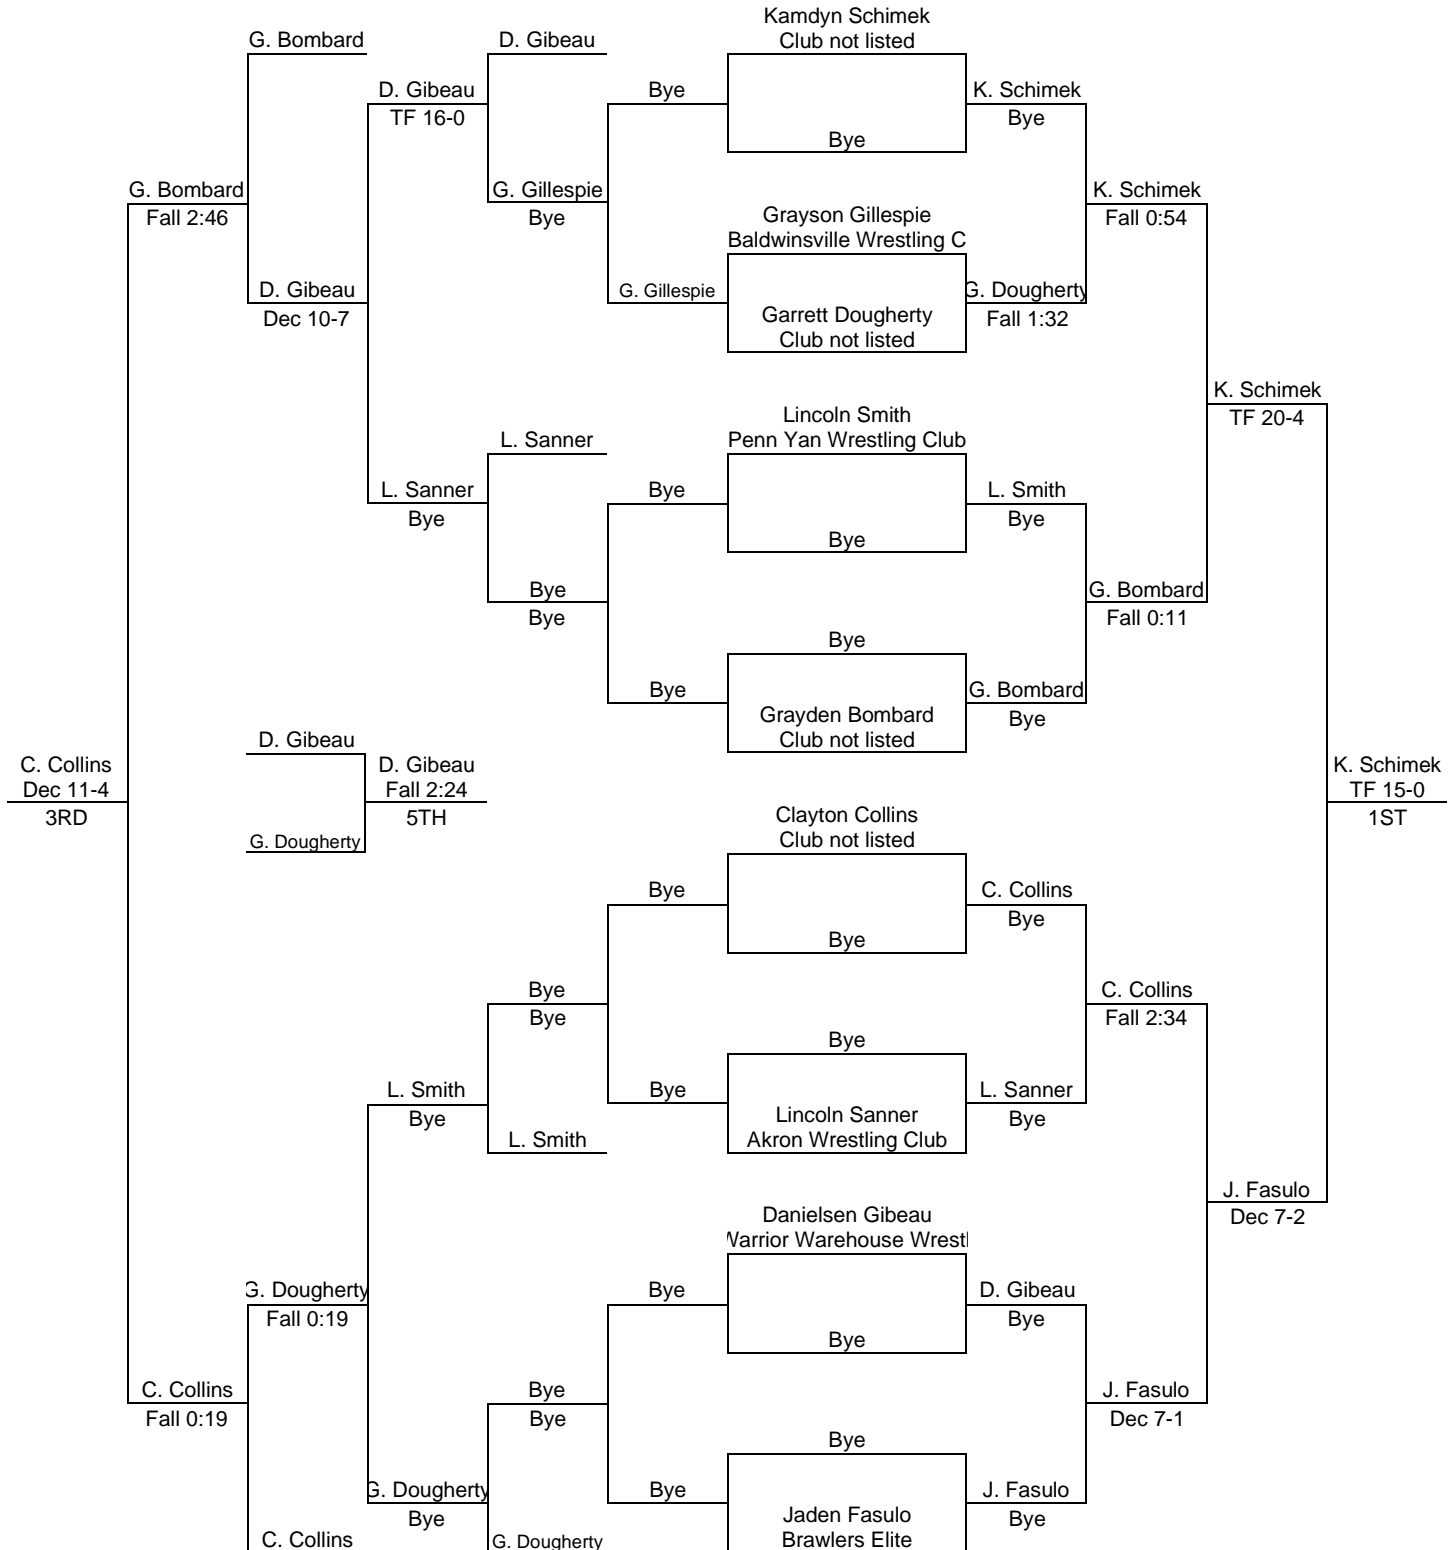 Kamdyn Schimek
G. Bombard
D. Gibeau
Club not listed
D. Gibeau
Bye
K. Schimek
TF 16-0
Bye
Bye
G. Bombard
G. Gillespie
K. Schimek
Fall 2:46
Bye
Grayson Gillespie
Fall 0:54
Baldwinsville Wrestling C
D. Gibeau
G. Gillespie
G. Dougherty
Dec 10-7
Garrett Dougherty
Fall 1:32
Club not listed
K. Schimek
Lincoln Smith
TF 20-4
L. Sanner
Penn Yan Wrestling Club
L. Sanner
Bye
L. Smith
Bye
Bye
Bye
Bye
G. Bombard
Bye
Fall 0:11
Bye
Bye
G. Bombard
Grayden Bombard
Bye
D. Gibeau
Club not listed
C. Collins
D. Gibeau
K. Schimek
Dec 11-4
Fall 2:24
TF 15-0
3RD
5TH
Clayton Collins
1ST
G. Dougherty
Club not listed
Bye
C. Collins
Bye
Bye
Bye
C. Collins
Bye
Fall 2:34
Bye
L. Smith
Bye
L. Sanner
Bye
Lincoln Sanner
Bye
L. Smith
Akron Wrestling Club
J. Fasulo
Danielsen Gibeau
Dec 7-2
Warrior Warehouse Wrestl
G. Dougherty
Bye
D. Gibeau
Fall 0:19
Bye
Bye
C. Collins
Bye
J. Fasulo
Fall 0:19
Bye
Dec 7-1
Bye
G. Dougherty
Bye
J. Fasulo
Bye
Jaden Fasulo
Bye
C. Collins
G. Dougherty
Brawlers Elite